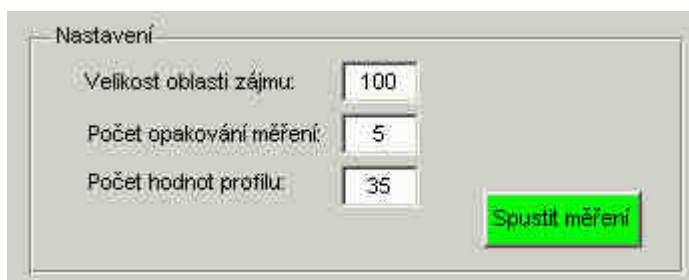 Nastavení
Velikost oblasti zájmu: 100
Počet opakování měření: 5
Počet hodnot profilu: 35
Spustit měření